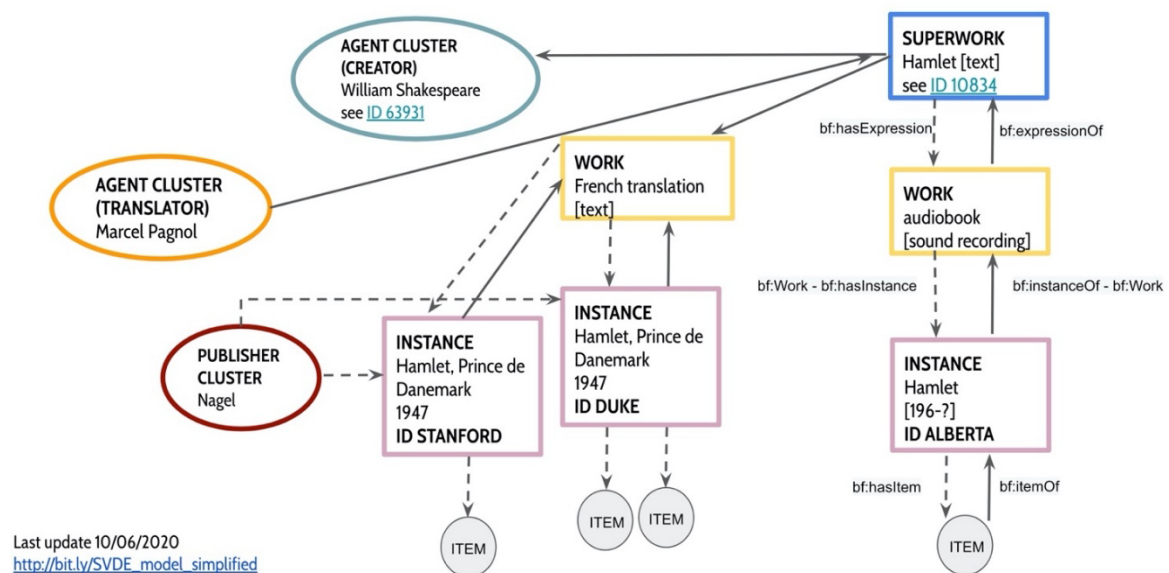 AGENT CLUSTER
(CREATOR)
William Shakespeare
see ID 63931
SUPERWORK
Hamlet [text]
see ID 10834
bf:hasExpression
bf:expressionOf
AGENT CLUSTER
(TRANSLATOR)
Marcel Pagnol
WORK
French translation
[text]
WORK
audiobook
[sound recording]
bf:Work - bf:hasInstance
bf:instanceOf - bf:Work
PUBLISHER
CLUSTER
Nagel
INSTANCE
Hamlet, Prince de
Danemark
1947
ID STANFORD
INSTANCE
Hamlet, Prince de
Danemark
1947
ID DUKE
INSTANCE
Hamlet
[196-?]
ID ALBERTA
bf:hasItem
bf:itemOf
ITEM
ITEM
ITEM
ITEM
Last update 10/06/2020
http://bit.ly/SVDE_model_simplified